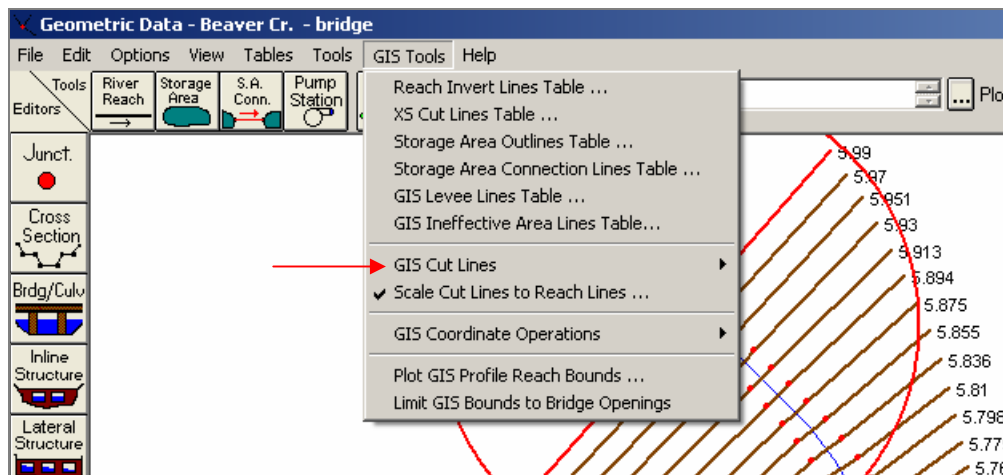 Geometric Data - Beaver Cr. - bridge
File Edit Options View Tables Tools GIS Tools Help
Tools
Editors
River
Reach
Storage
Area
S.A.
Conn.
Pump
Station
... Plo
Reach Invert Lines Table ...
XS Cut Lines Table ...
Storage Area Outlines Table ...
Storage Area Connection Lines Table ...
GIS Levee Lines Table ...
GIS Ineffective Area Lines Table...
GIS Cut Lines
Scale Cut Lines to Reach Lines ...
GIS Coordinate Operations
Plot GIS Profile Reach Bounds ...
Limit GIS Bounds to Bridge Openings
Junct.
Cross
Section
Brdg/Culv
Inline
Structure
Lateral
Structure
5.99
5.97
5.951
5.93
5.913
5.894
5.875
5.855
5.836
5.81
5.798
5.77